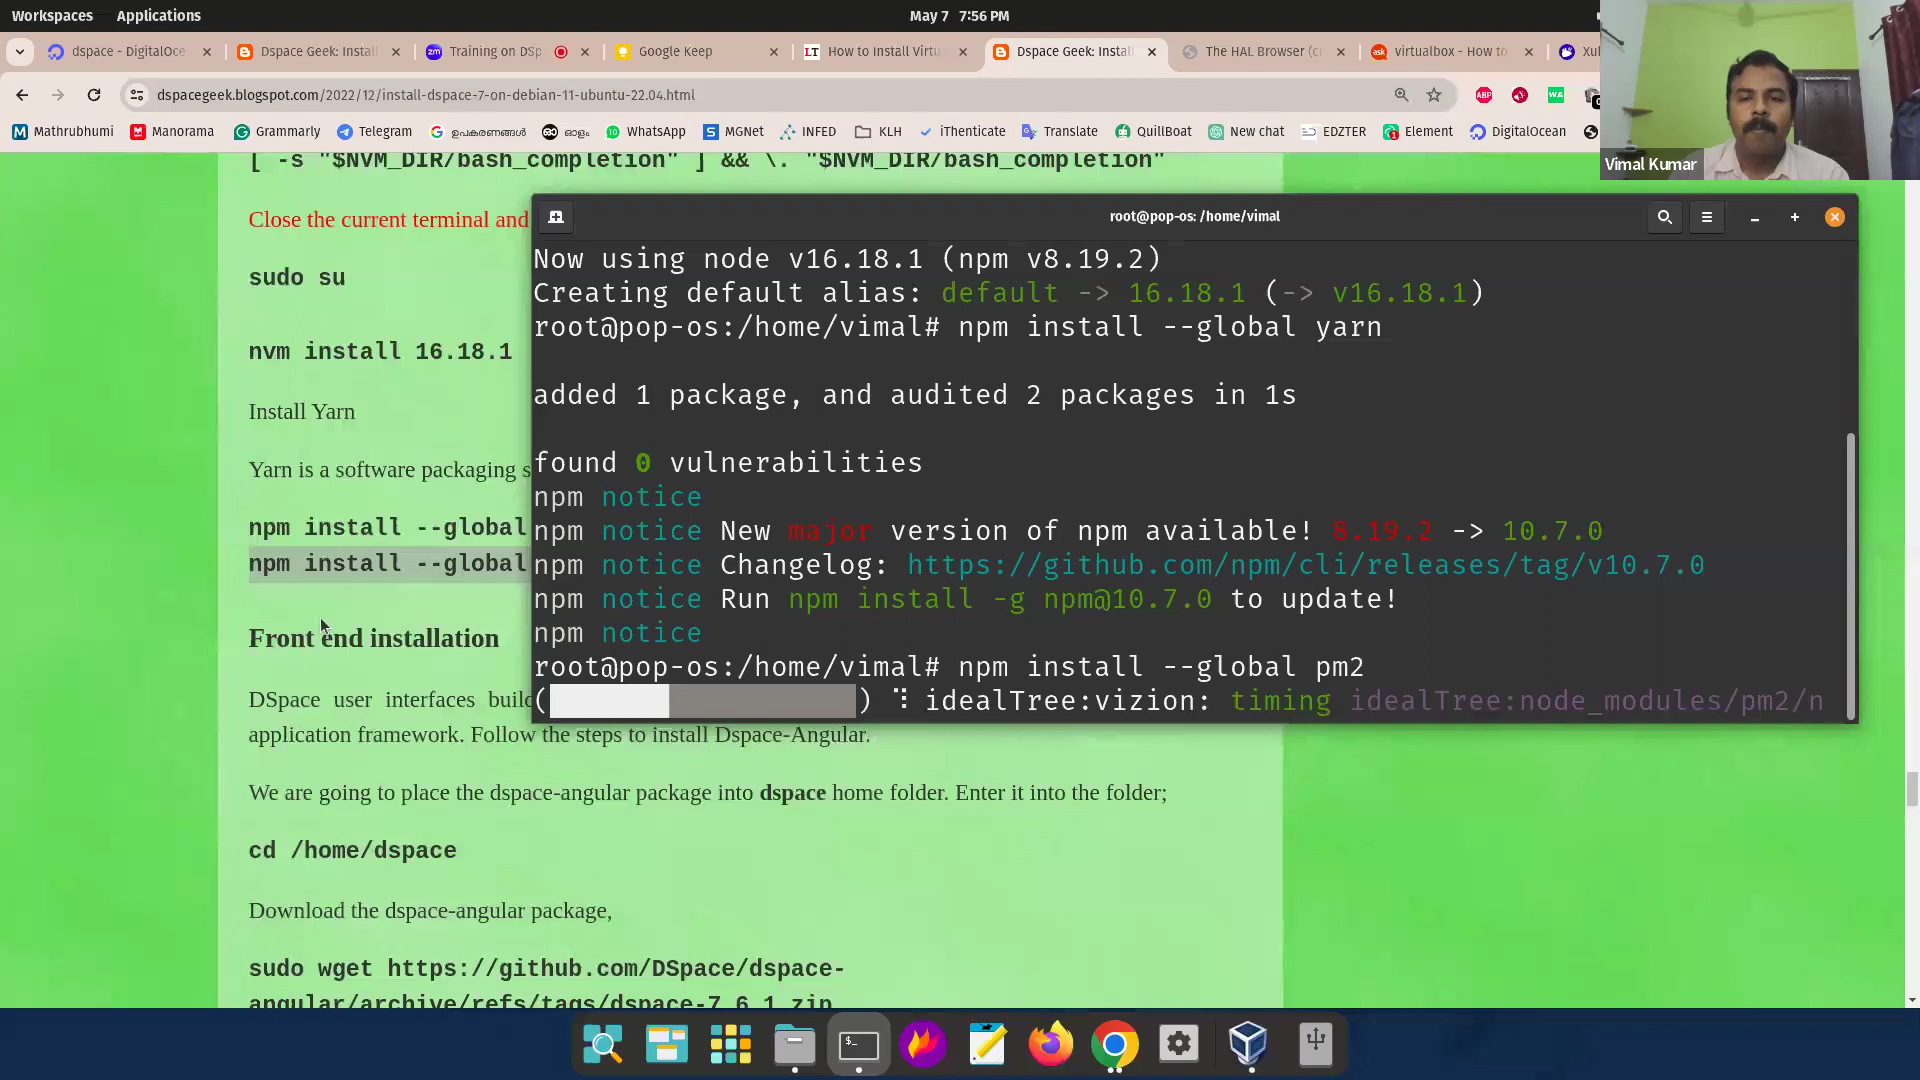 Workspaces Applications May 7 7:56 PM
dspace - DigitalOce
Dspace Geek: Instal
Training on DSp
Google Keep
How to Install Virtu
Dspace Geek: Instal
The HAL Browser (c
virtualbox - How to
Xu
dspacegeek.blogspot.com/2022/12/install-dspace-7-on-debian-11-ubuntu-22.04.html
ABP
WA
Mathrubhumi Manorama Grammarly Telegram ഉപകരണങ്ങൾ ഓളം WhatsApp MGNet INFED KLH iThenticate Translate QuillBoat New chat EDZTER Element DigitalOcean
Vimal Kumar
[ -s "$NVM_DIR/bash_completion" ] && \. "$NVM_DIR/bash_completion"
Close the current terminal and
sudo su
nvm install 16.18.1
Install Yarn
Yarn is a software packaging s
npm install --global
npm install --global
Front end installation
DSpace user interfaces build
application framework. Follow the steps to install Dspace-Angular.
We are going to place the dspace-angular package into dspace home folder. Enter it into the folder;
cd /home/dspace
Download the dspace-angular package,
sudo wget https://github.com/DSpace/dspace-
angular/archive/refs/tags/dspace-7.6.1.zip
root@pop-os: /home/vimal
Now using node v16.18.1 (npm v8.19.2)
Creating default alias: default -> 16.18.1 (-> v16.18.1)
root@pop-os:/home/vimal# npm install --global yarn
added 1 package, and audited 2 packages in 1s
found 0 vulnerabilities
npm notice
npm notice New major version of npm available! 8.19.2 -> 10.7.0
npm notice Changelog: https://github.com/npm/cli/releases/tag/v10.7.0
npm notice Run npm install -g npm@10.7.0 to update!
npm notice
root@pop-os:/home/vimal# npm install --global pm2
( ) ⠹ idealTree:vizion: timing idealTree:node_modules/pm2/n